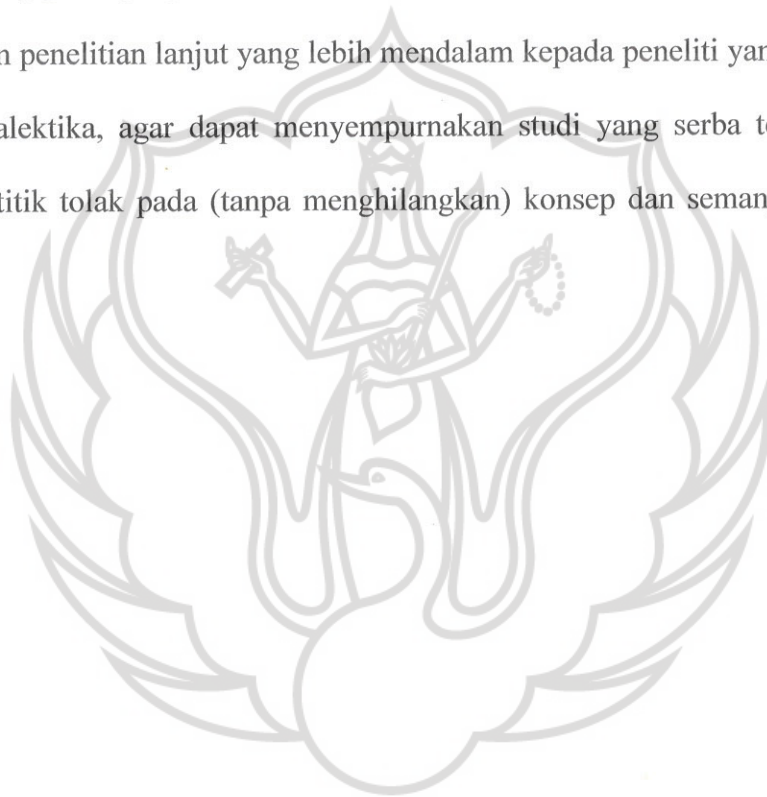 n penelitian lanjut yang lebih mendalam kepada peneliti yan
alektika, agar dapat menyempurnakan studi yang serba te
titik tolak pada (tanpa menghilangkan) konsep dan seman